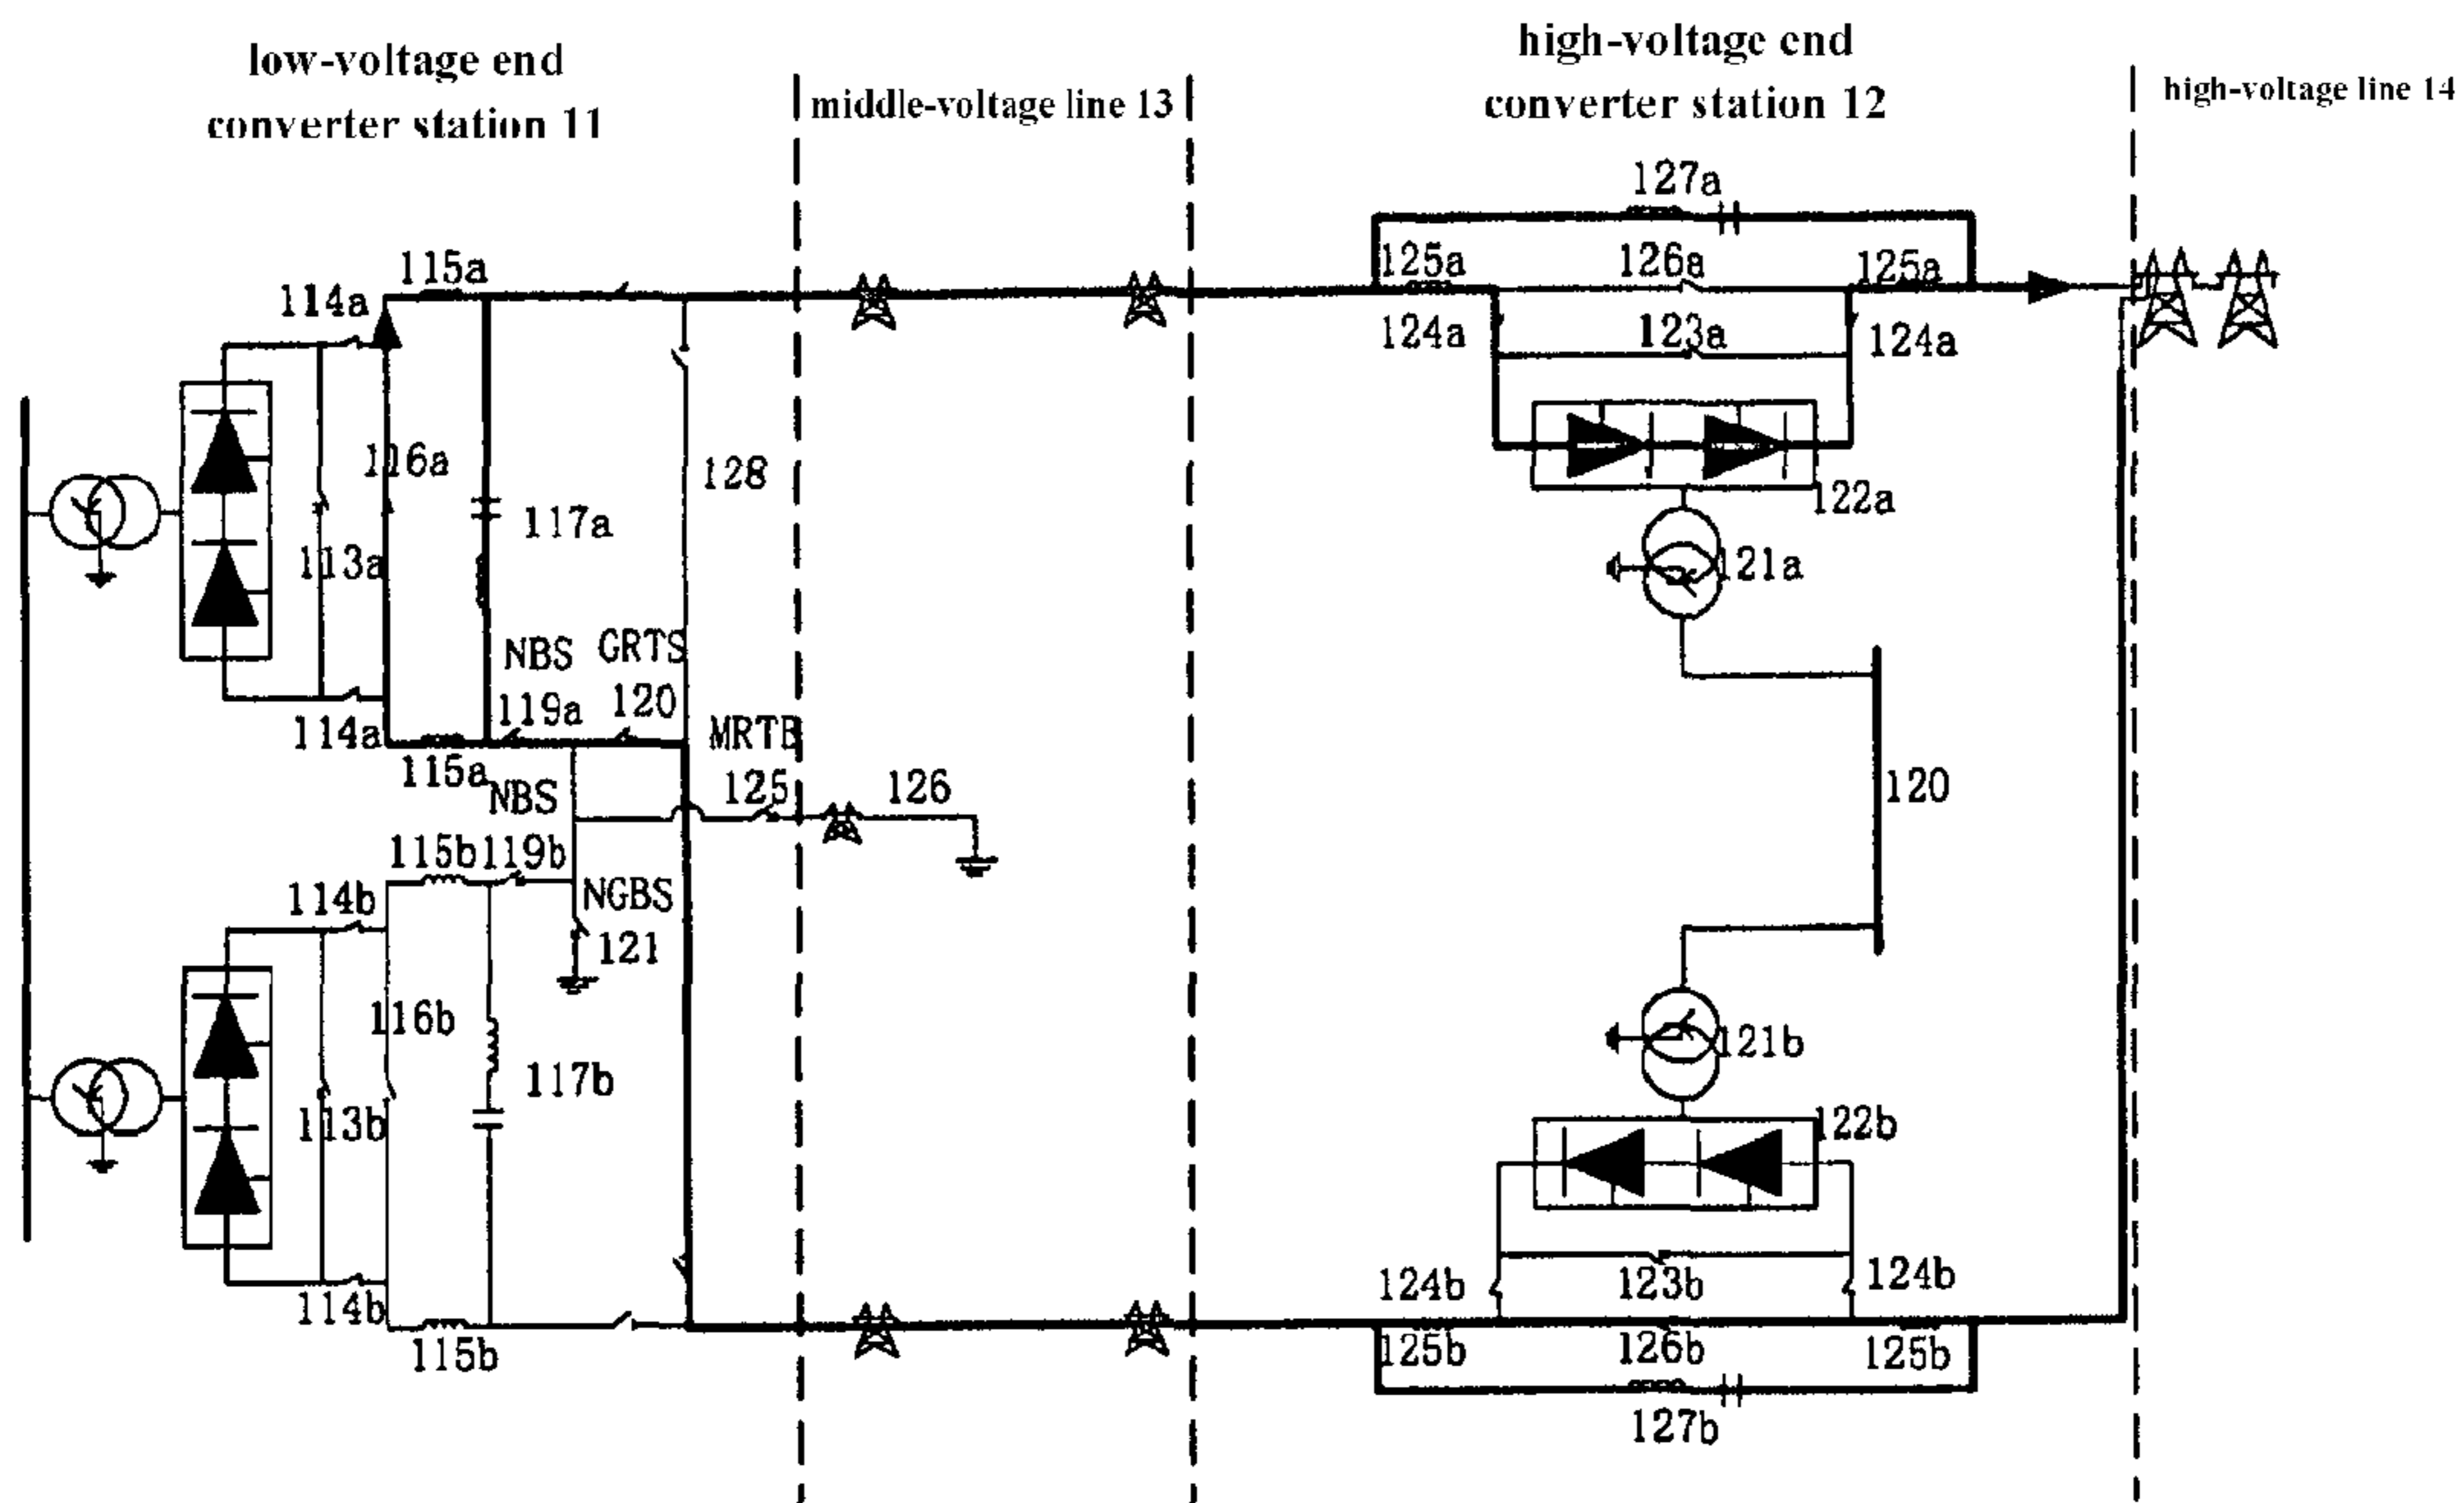 low-voltage end
converter station 11
middle-voltage line 13
high-voltage end
converter station 12
high-voltage line 14
127a
115a
125a
126a
125a
114a
124a
123a
124a
116a
128
117a
122a
113a
121a
NBS
GRTS
119a
120
114a
MRTB
115a
125
126
120
NBS
115b
119b
114b
NGBS
121
116b
121b
117b
113b
122b
124b
123b
124b
114b
115b
125b
126b
125b
127b